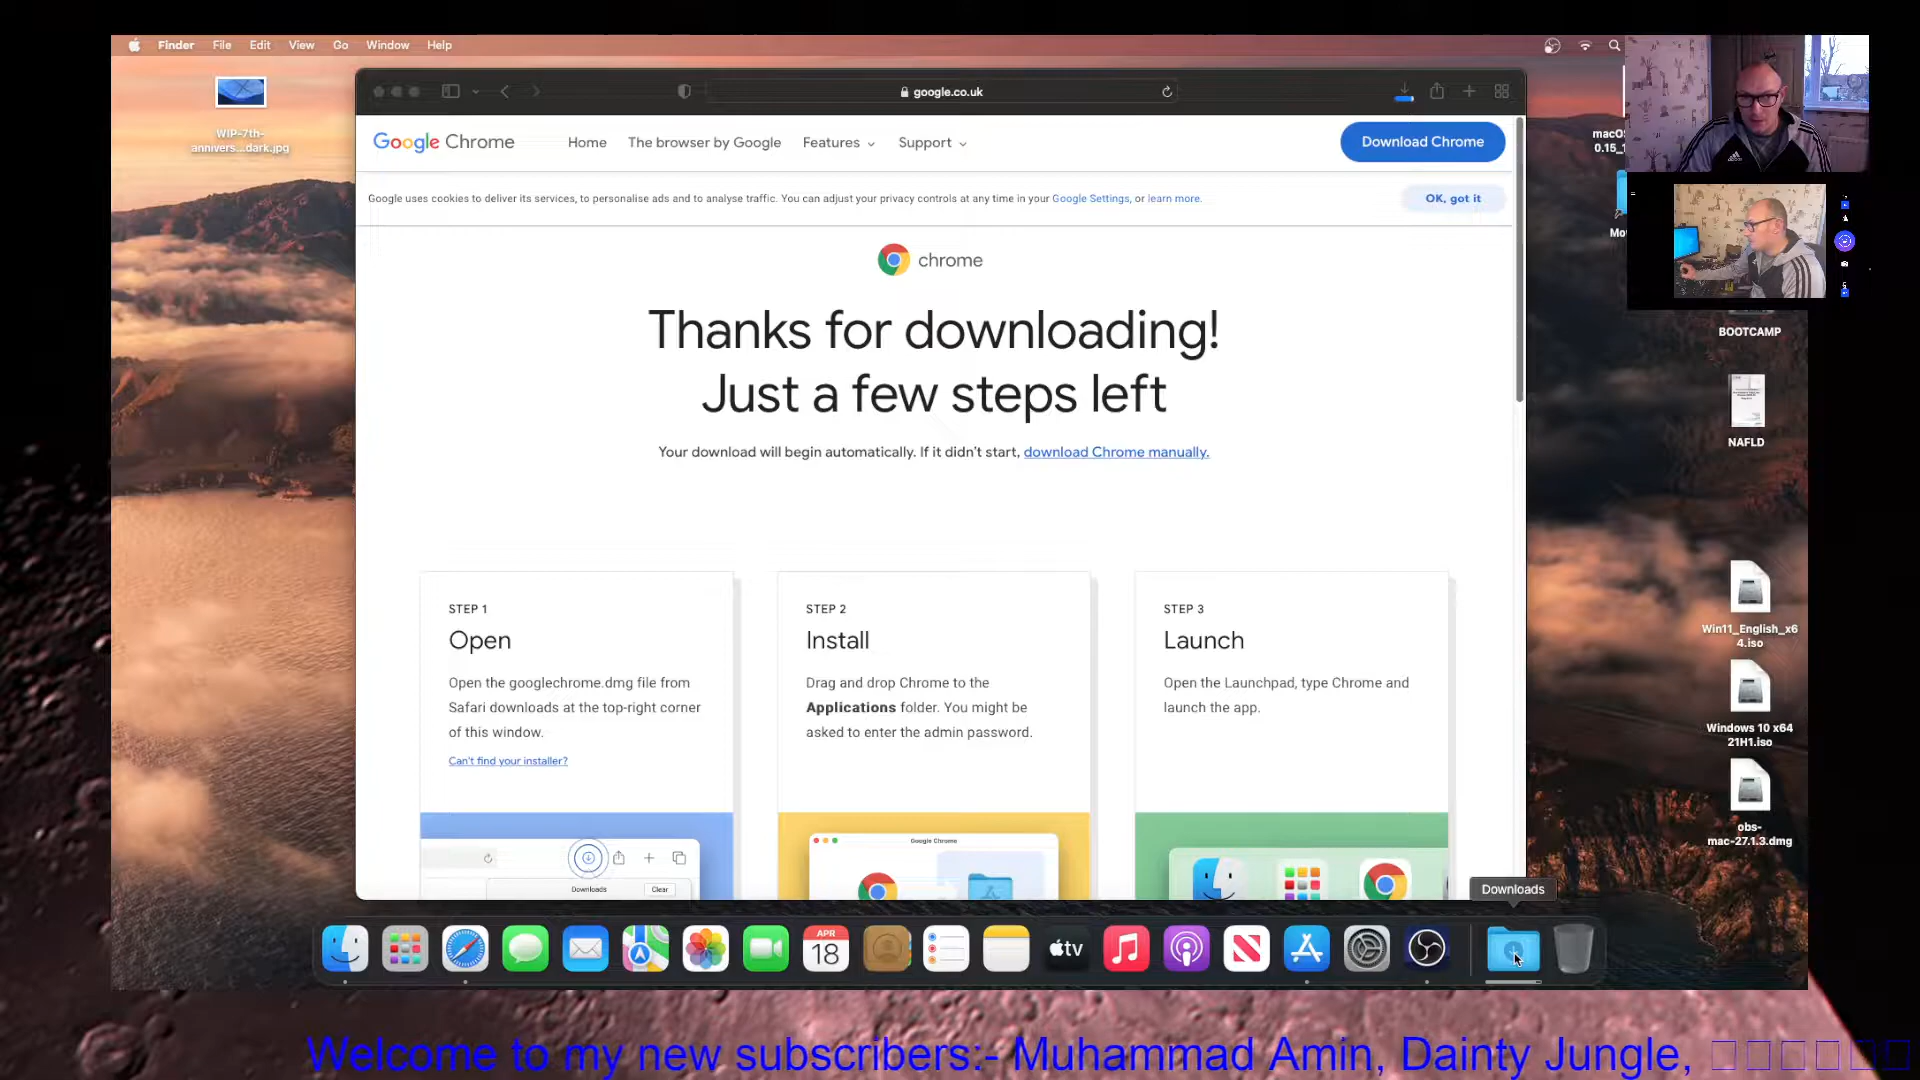 Finder File Edit View Go Window Help
WIP-7th-
annivers...dark.jpg
google.co.uk
Google Chrome Home The browser by Google Features Support Download Chrome
Google uses cookies to deliver its services, to personalise ads and to analyse traffic. You can adjust your privacy controls at any time in your Google Settings, or learn more. OK, got it
chrome
Thanks for downloading!
Just a few steps left
Your download will begin automatically. If it didn't start, download Chrome manually.
STEP 1
Open
Open the googlechrome.dmg file from
Safari downloads at the top-right corner
of this window.
Can't find your installer?
Downloads Clear
STEP 2
Install
Drag and drop Chrome to the
Applications folder. You might be
asked to enter the admin password.
Google Chrome
STEP 3
Launch
Open the Launchpad, type Chrome and
launch the app.
macO
0.15_
Mo
BOOTCAMP
NAFLD
Win11_English_x6
4.iso
Windows 10 x64
21H1.iso
obs-
mac-27.1.3.dmg
Downloads
APR
18
tv
Welcome to my new subscribers:- Muhammad Amin, Dainty Jungle,